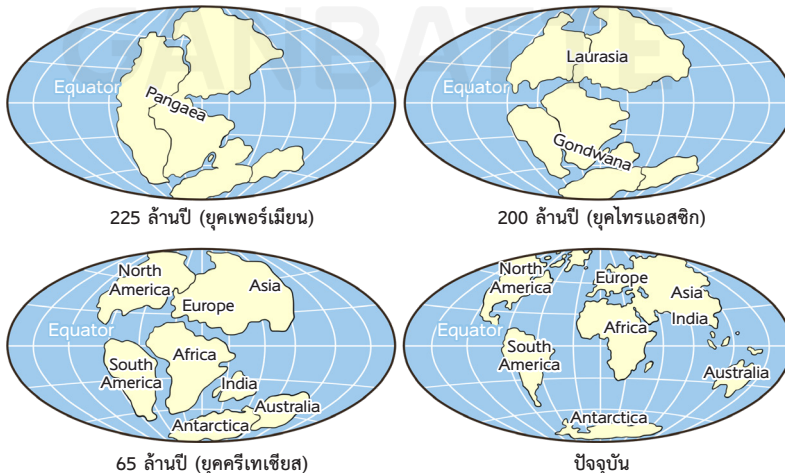 GANBATTE
Equator
Pangaea
225 ล้านปี (ยุคเพอร์เมียน)
Equator
Laurasia
Gondwana
200 ล้านปี (ยุคไทรแอสซิก)
North
America
Europe
Asia
Equator
South
America
Africa
India
Antarctica
Australia
65 ล้านปี (ยุคครีเทเชียส)
North
America
Europe
Asia
Equator
Africa
India
South
America
Australia
Antarctica
ปัจจุบัน